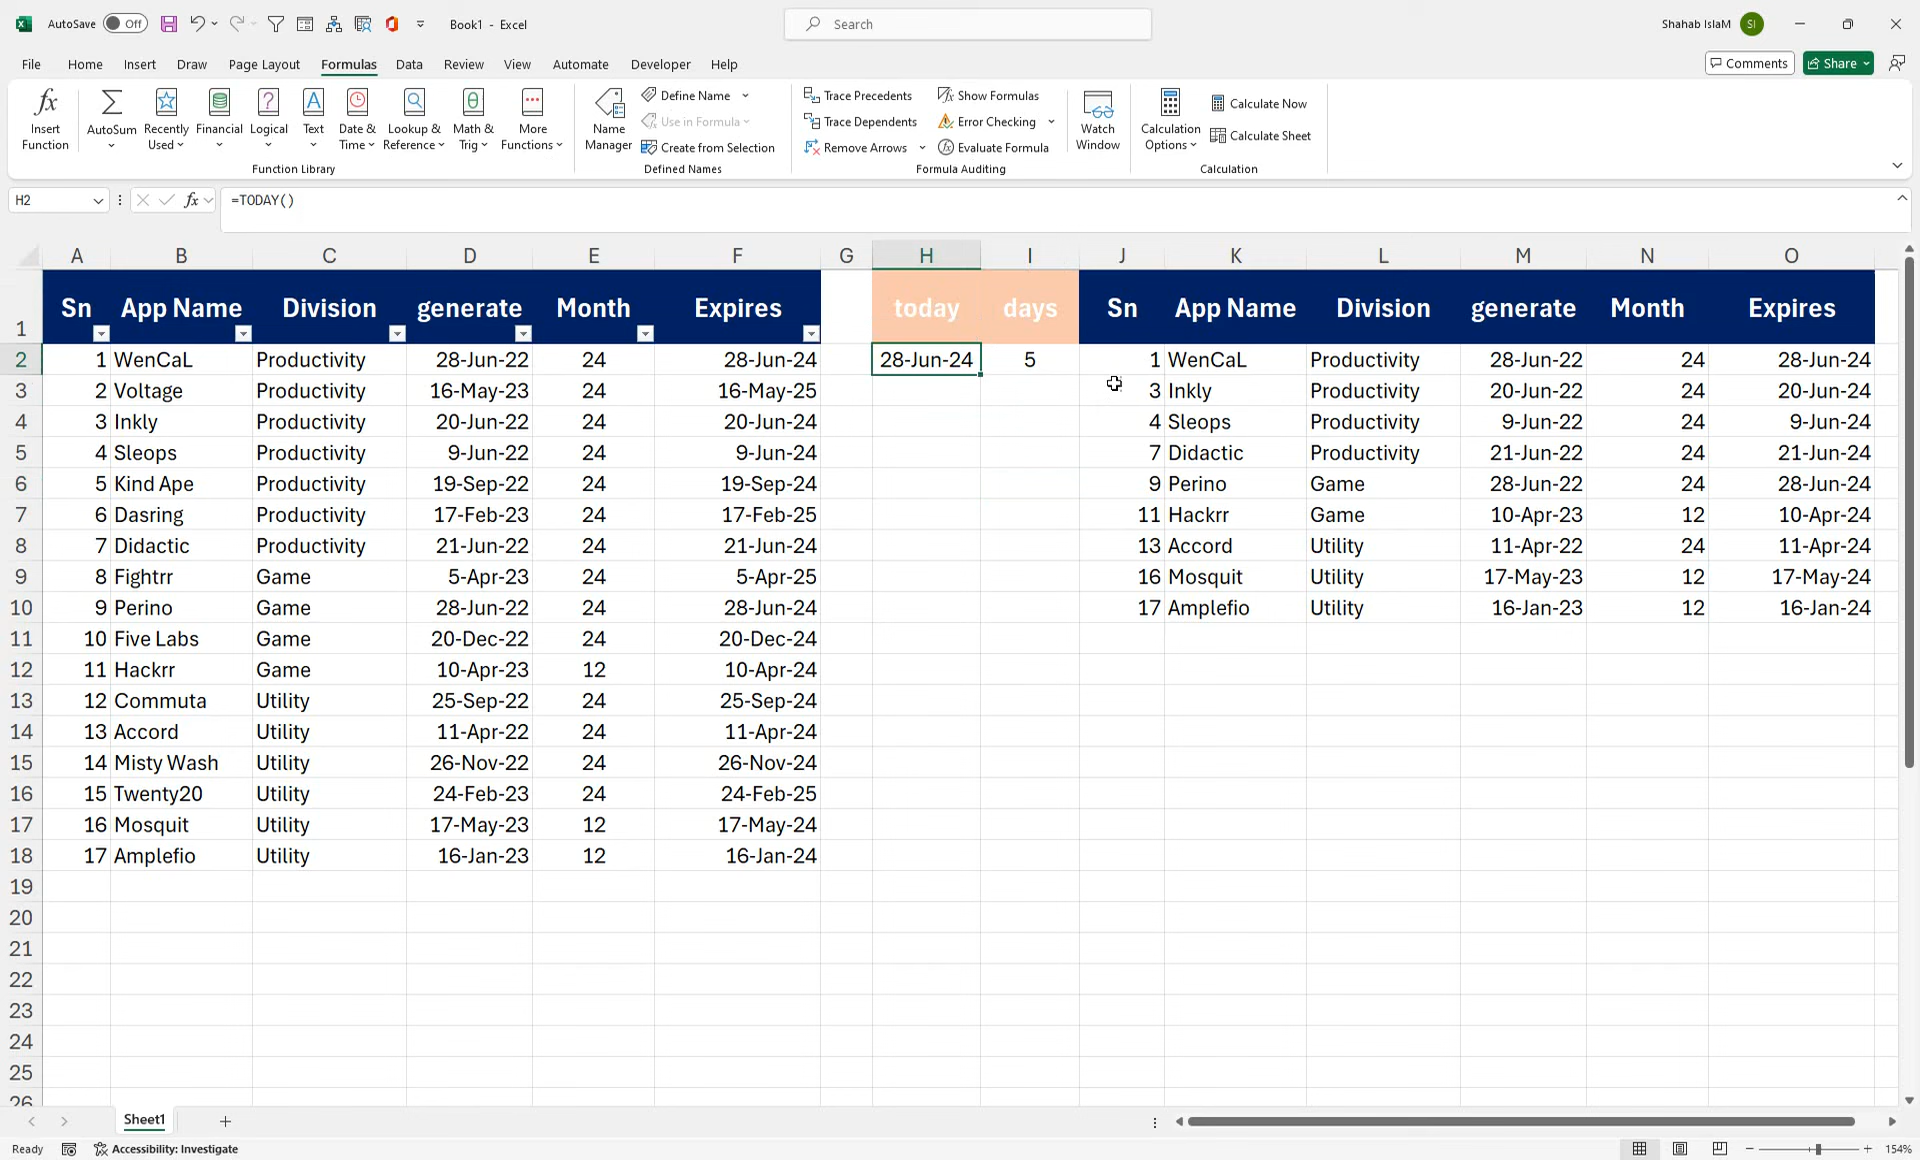 AutoSave Off Book1 - Excel Search Shahab IslaM SI
File Home Insert Draw Page Layout Formulas Data Review View Automate Developer Help Comments Share
fx Insert Function
AutoSum
Recently Used
Financial
Logical
Text
Date & Time
Lookup & Reference
Math & Trig
More Functions
Function Library
Name Manager
Define Name
Use in Formula
Create from Selection
Defined Names
Trace Precedents
Trace Dependents
Remove Arrows
Show Formulas
Error Checking
Evaluate Formula
Formula Auditing
Watch Window
Calculation Options
Calculate Now
Calculate Sheet
Calculation
H2 fx =TODAY()
A B C D E F G H I J K L M N O
1 Sn App Name Division generate Month Expires today days Sn App Name Division generate Month Expires
2 1 WenCaL Productivity 28-Jun-22 24 28-Jun-24 28-Jun-24 5 1 WenCaL Productivity 28-Jun-22 24 28-Jun-24
3 2 Voltage Productivity 16-May-23 24 16-May-25 3 Inkly Productivity 20-Jun-22 24 20-Jun-24
4 3 Inkly Productivity 20-Jun-22 24 20-Jun-24 4 Sleops Productivity 9-Jun-22 24 9-Jun-24
5 4 Sleops Productivity 9-Jun-22 24 9-Jun-24 7 Didactic Productivity 21-Jun-22 24 21-Jun-24
6 5 Kind Ape Productivity 19-Sep-22 24 19-Sep-24 9 Perino Game 28-Jun-22 24 28-Jun-24
7 6 Dasring Productivity 17-Feb-23 24 17-Feb-25 11 Hackrr Game 10-Apr-23 12 10-Apr-24
8 7 Didactic Productivity 21-Jun-22 24 21-Jun-24 13 Accord Utility 11-Apr-22 24 11-Apr-24
9 8 Fightrr Game 5-Apr-23 24 5-Apr-25 16 Mosquit Utility 17-May-23 12 17-May-24
10 9 Perino Game 28-Jun-22 24 28-Jun-24 17 Amplefio Utility 16-Jan-23 12 16-Jan-24
11 10 Five Labs Game 20-Dec-22 24 20-Dec-24
12 11 Hackrr Game 10-Apr-23 12 10-Apr-24
13 12 Commuta Utility 25-Sep-22 24 25-Sep-24
14 13 Accord Utility 11-Apr-22 24 11-Apr-24
15 14 Misty Wash Utility 26-Nov-22 24 26-Nov-24
16 15 Twenty20 Utility 24-Feb-23 24 24-Feb-25
17 16 Mosquit Utility 17-May-23 12 17-May-24
18 17 Amplefio Utility 16-Jan-23 12 16-Jan-24
19
20
21
22
23
24
25
26
Sheet1
Ready Accessibility: Investigate 154%